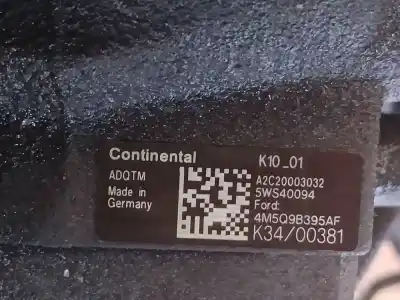 Continental K10_01
ADQTM A2C20003032
Made in 5WS40094
Germany Ford:
4M5Q9B395AF
K34/00381